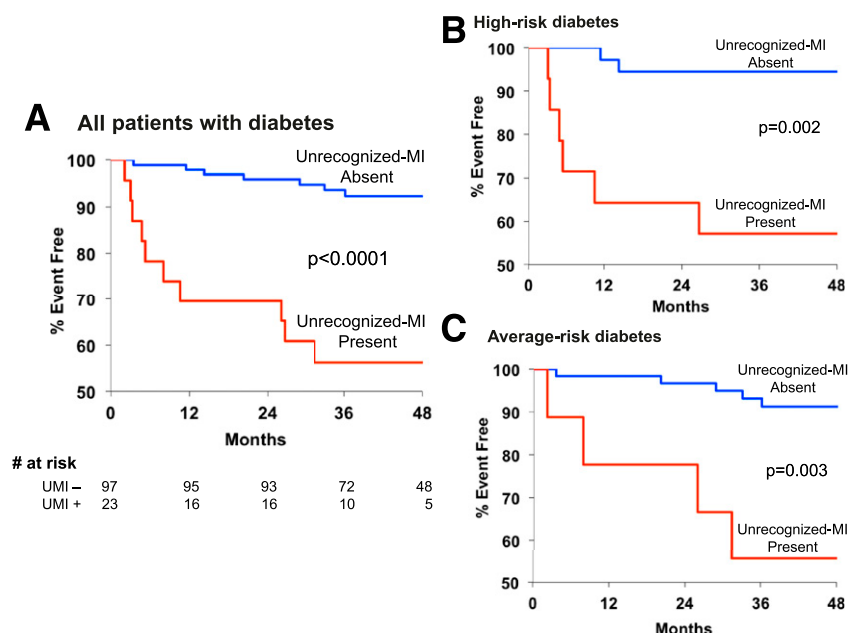 A All patients with diabetes
100
90
80
70
60
50
% Event Free
Unrecognized-MI
Absent
p<0.0001
Unrecognized-MI
Present
0 12 24 36 48
Months
# at risk
UMI – 97 95 93 72 48
UMI + 23 16 16 10 5
B High-risk diabetes
100
90
80
70
60
50
% Event Free
Unrecognized-MI
Absent
p=0.002
Unrecognized-MI
Present
0 12 24 36 48
Months
C Average-risk diabetes
100
90
80
70
60
50
% Event Free
Unrecognized-MI
Absent
p=0.003
Unrecognized-MI
Present
0 12 24 36 48
Months